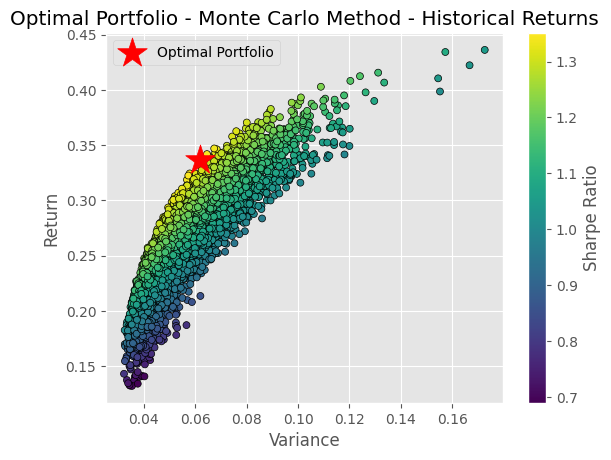 Optimal Portfolio - Monte Carlo Method - Historical Returns
Optimal Portfolio
0.45
0.40
0.35
0.30
0.25
0.20
0.15
Return
0.04 0.06 0.08 0.10 0.12 0.14 0.16
Variance
1.3
1.2
1.1
1.0
0.9
0.8
0.7
Sharpe Ratio